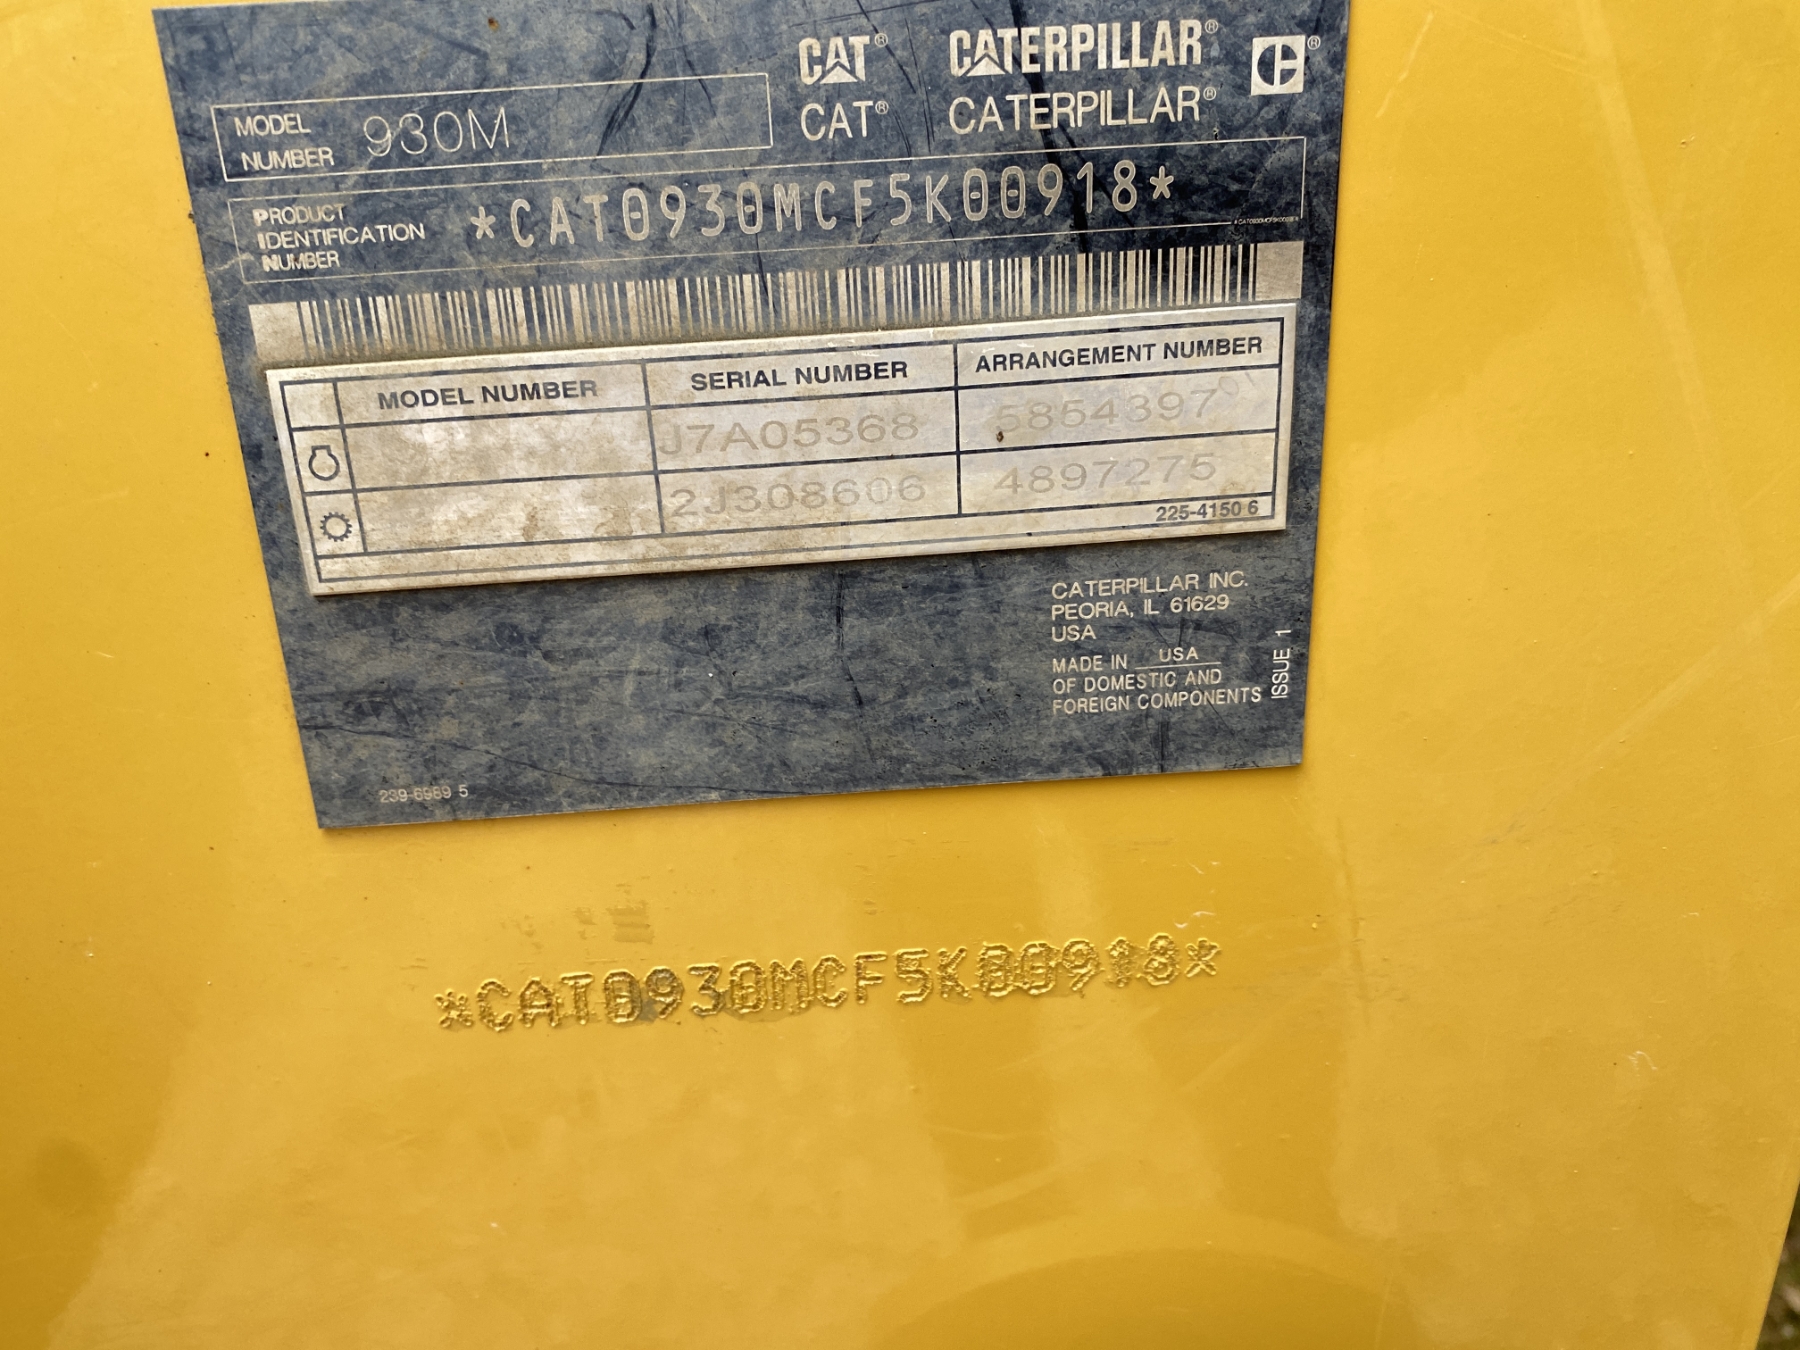 CAT® CATERPILLAR®
CAT® CATERPILLAR®
MODEL NUMBER 930M
PRODUCT IDENTIFICATION NUMBER *CAT0930MCF5K00918*
MODEL NUMBER SERIAL NUMBER ARRANGEMENT NUMBER
J7A05368 5854397
2J308606 4897275
225-4150 6
CATERPILLAR INC.
PEORIA, IL 61629
USA
MADE IN USA
OF DOMESTIC AND
FOREIGN COMPONENTS
ISSUE 1
239-6989 5
*CAT0930MCF5K00918*